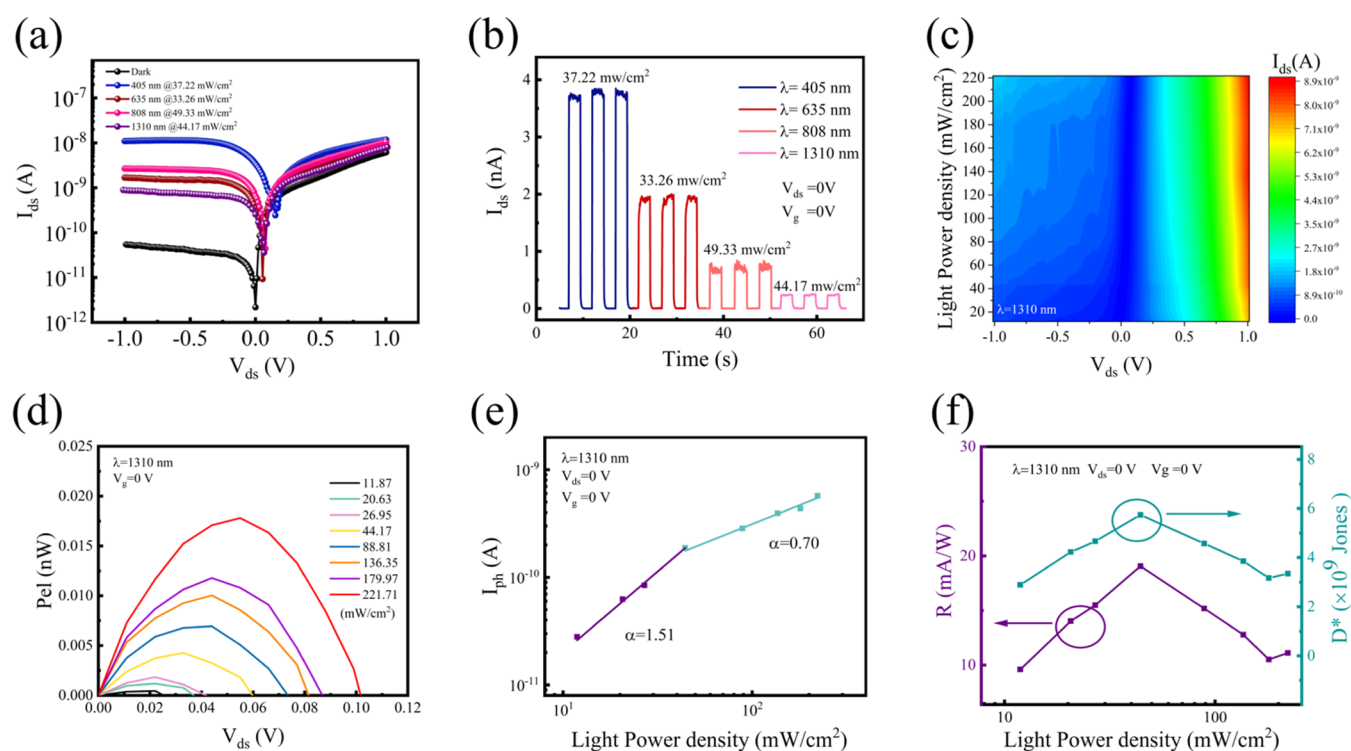 (a)
Dark
405 nm @37.22 mW/cm²
635 nm @33.26 mW/cm²
808 nm @49.33 mW/cm²
1310 nm @44.17 mW/cm²
10⁻⁷
10⁻⁸
10⁻⁹
10⁻¹⁰
10⁻¹¹
10⁻¹²
I_ds (A)
-1.0 -0.5 0.0 0.5 1.0
V_ds (V)
(b)
4
3
2
1
0
I_ds (nA)
37.22 mw/cm²
33.26 mw/cm²
49.33 mw/cm²
44.17 mw/cm²
λ= 405 nm
λ= 635 nm
λ= 808 nm
λ= 1310 nm
V_ds =0V
V_g =0V
0 20 40 60
Time (s)
(c)
Light Power density (mW/cm²)
220
200
180
160
140
120
100
80
60
40
20
λ=1310 nm
-1.0 -0.5 0.0 0.5 1.0
V_ds (V)
I_ds(A)
8.9x10⁻⁹
8.0x10⁻⁹
7.1x10⁻⁹
6.2x10⁻⁹
5.4x10⁻⁹
4.5x10⁻⁹
3.6x10⁻⁹
2.7x10⁻⁹
1.8x10⁻⁹
8.9x10⁻¹⁰
0.0
(d)
0.025
0.020
0.015
0.010
0.005
0.000
Pel (nW)
λ=1310 nm
V_g=0 V
11.87
20.63
26.95
44.17
88.81
136.35
179.97
221.71
(mW/cm²)
0.00 0.02 0.04 0.06 0.08 0.10 0.12
V_ds (V)
(e)
10⁻⁹
10⁻¹⁰
10⁻¹¹
I_ph (A)
λ=1310 nm
V_ds=0 V
V_g =0 V
α=0.70
α=1.51
10¹ 10²
Light Power density (mW/cm²)
(f)
30
20
10
R (mA/W)
λ=1310 nm V_ds=0 V Vg =0 V
8
6
4
2
0
D* (×10⁹ Jones)
10 100
Light Power density (mW/cm²)